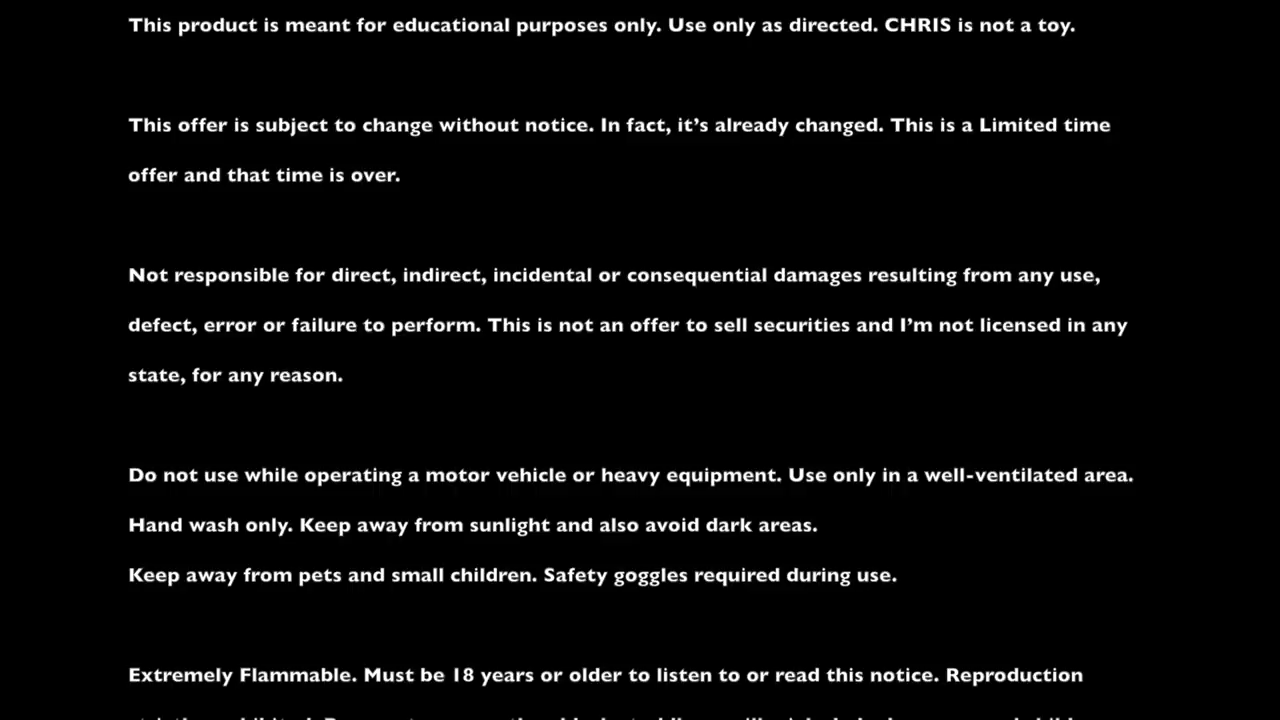 This product is meant for educational purposes only. Use only as directed. CHRIS is not a toy.
This offer is subject to change without notice. In fact, it’s already changed. This is a Limited time
offer and that time is over.
Not responsible for direct, indirect, incidental or consequential damages resulting from any use,
defect, error or failure to perform. This is not an offer to sell securities and I’m not licensed in any
state, for any reason.
Do not use while operating a motor vehicle or heavy equipment. Use only in a well-ventilated area.
Hand wash only. Keep away from sunlight and also avoid dark areas.
Keep away from pets and small children. Safety goggles required during use.
Extremely Flammable. Must be 18 years or older to listen to or read this notice. Reproduction